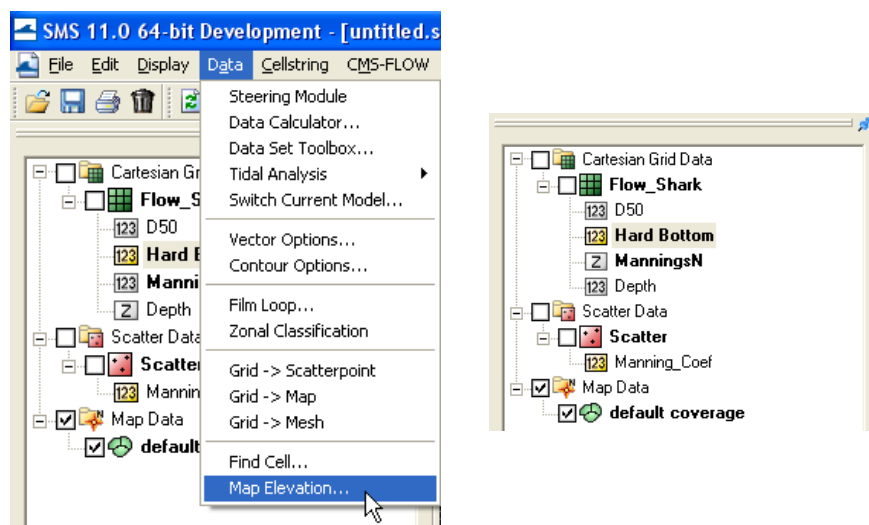 SMS 11.0 64-bit Development - [untitled.s
File Edit Display Data Cellstring CMS-FLOW
Steering Module
Data Calculator...
Data Set Toolbox...
Tidal Analysis
Switch Current Model...
Vector Options...
Contour Options...
Film Loop...
Zonal Classification
Grid -> Scatterpoint
Grid -> Map
Grid -> Mesh
Find Cell...
Map Elevation...
Cartesian Gr
Flow_S
123 D50
123 Hard B
123 Manni
Z Depth
Scatter Data
Scatte
123 Mannin
N
Map Data
default
Cartesian Grid Data
Flow_Shark
123 D50
123 Hard Bottom
Z ManningsN
123 Depth
Scatter Data
Scatter
123 Manning_Coef
N
Map Data
default coverage